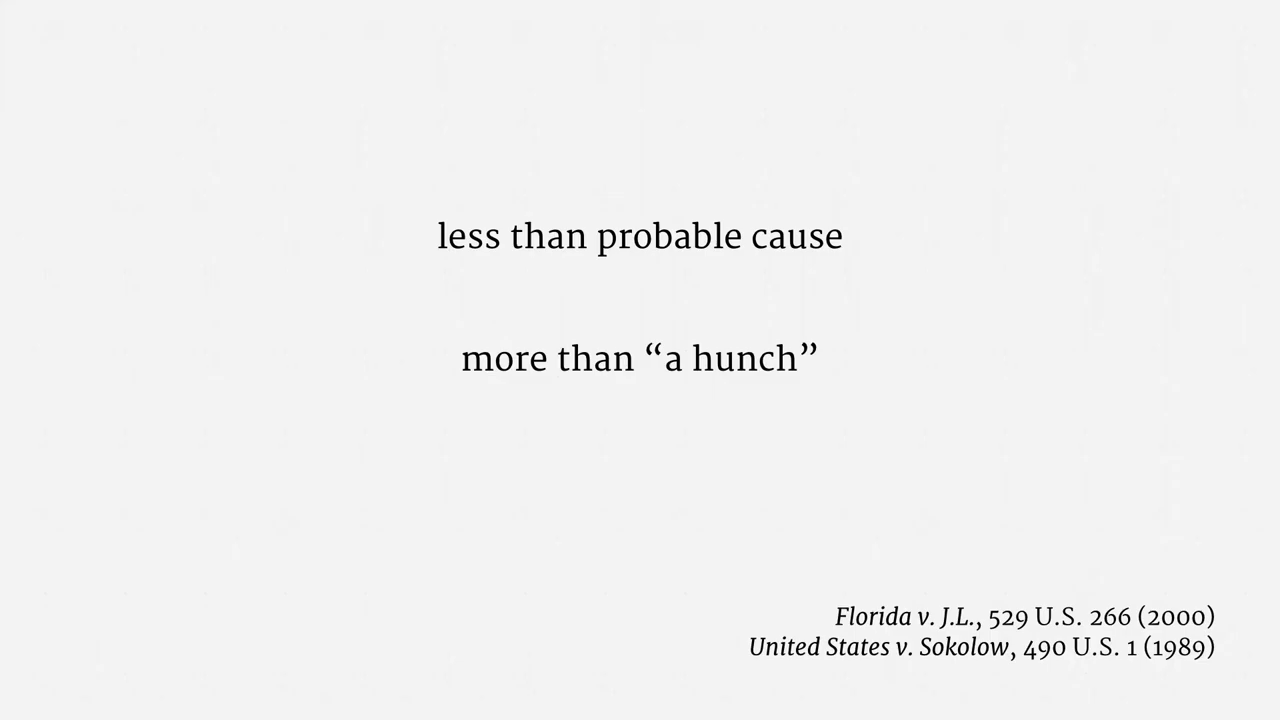 less than probable cause
more than “a hunch”
Florida v. J.L., 529 U.S. 266 (2000)
United States v. Sokolow, 490 U.S. 1 (1989)